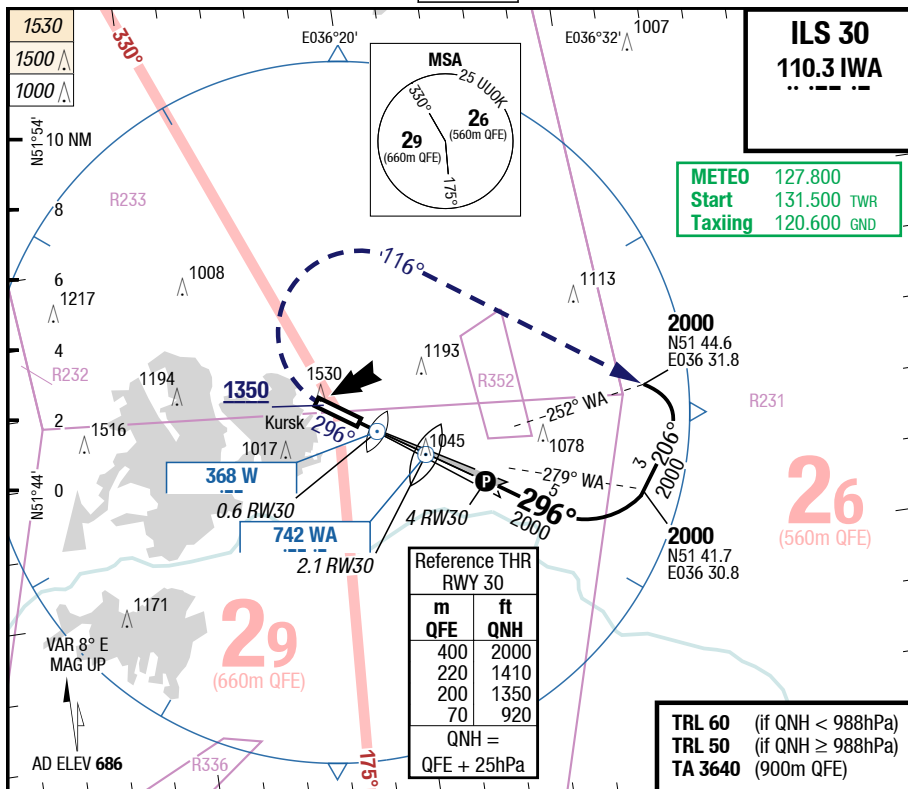 1530
1500
1000
330°
E036°20'
E036°32'
1007
ILS 30
110.3 IWA
MSA
25 UUOK
330°
29
(660m QFE)
26
(560m QFE)
175°
N51°54'
10 NM
8
6
4
2
0
N51°44'
METEO 127.800
Start 131.500 TWR
Taxiing 120.600 GND
R233
1008
1217
116°
1113
2000
N51 44.6
E036 31.8
R232
1194
1193
1530
R352
1350
252° WA
R231
Kursk
296°
1516
1017
1045
1078
206°
3
2000
368 W
279° WA
P
5
296°
2000
0.6 RW30
4 RW30
742 WA
2.1 RW30
2000
N51 41.7
E036 30.8
26
(560m QFE)
Reference THR
RWY 30
m ft
QFE QNH
400 2000
220 1410
200 1350
70 920
QNH =
QFE + 25hPa
1171
29
(660m QFE)
VAR 8° E
MAG UP
AD ELEV 686
R336
175°
TRL 60 (if QNH < 988hPa)
TRL 50 (if QNH ≥ 988hPa)
TA 3640 (900m QFE)